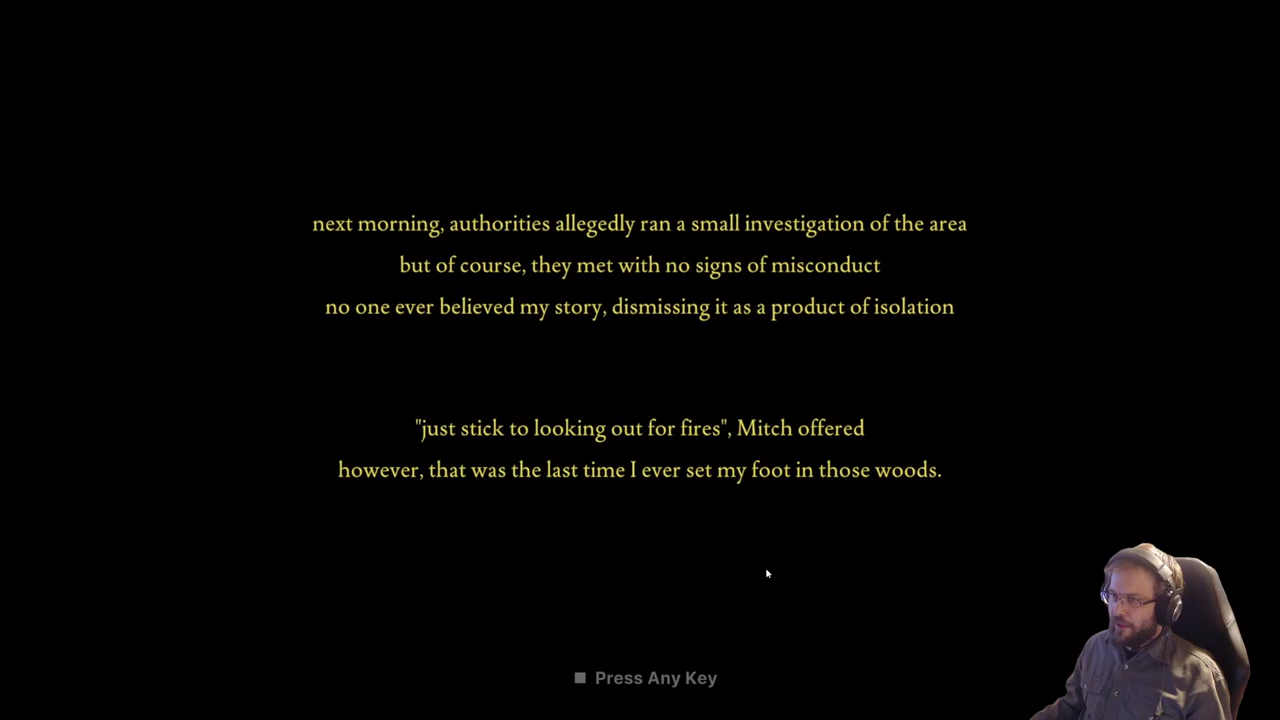 next morning, authorities allegedly ran a small investigation of the area
but of course, they met with no signs of misconduct
no one ever believed my story, dismissing it as a product of isolation
"just stick to looking out for fires", Mitch offered
however, that was the last time I ever set my foot in those woods.
Press Any Key